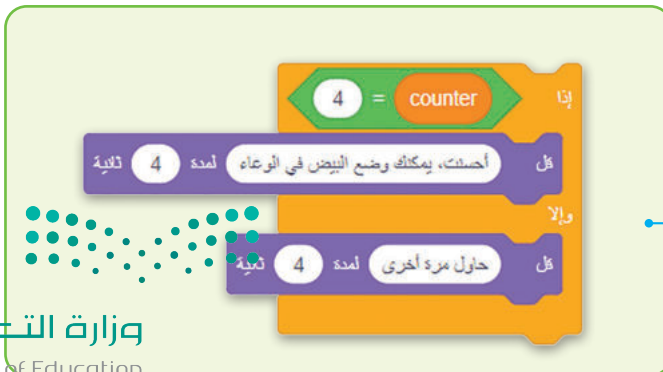 إذا counter = 4
قل أحسنت، يمكنك وضع البيض في الوعاء لمدة 4 ثانية
وإلا
قل حاول مرة أخرى لمدة 4 ثانية
وزارة
of Education